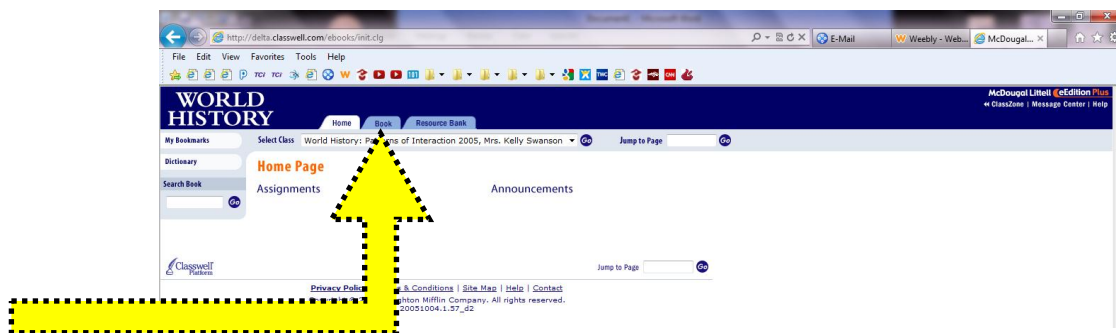 http://delta.classwell.com/ebooks/init.clg
E-Mail
Weebly - Web...
McDougal...
File Edit View Favorites Tools Help
TCI TCI
McDougal Littell eEdition Plus
ClassZone | Message Center | Help
WORLD
HISTORY
Home Book Resource Bank
My Bookmarks
Select Class World History: Patterns of Interaction 2005, Mrs. Kelly Swanson Go Jump to Page Go
Dictionary
Home Page
Search Book
Assignments Announcements
Go
Classwell
Platform
Jump to Page Go
Privacy Polic & Conditions | Site Map | Help | Contact
ghton Mifflin Company. All rights reserved.
20051004.1.57_d2